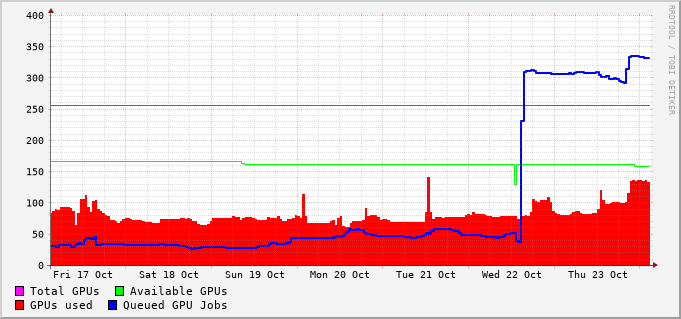 400
350
300
250
200
150
100
50
0
Fri 17 Oct Sat 18 Oct Sun 19 Oct Mon 20 Oct Tue 21 Oct Wed 22 Oct Thu 23 Oct
Total GPUs Available GPUs
GPUs used Queued GPU Jobs
RRDTOOL / TOBI OETIKER